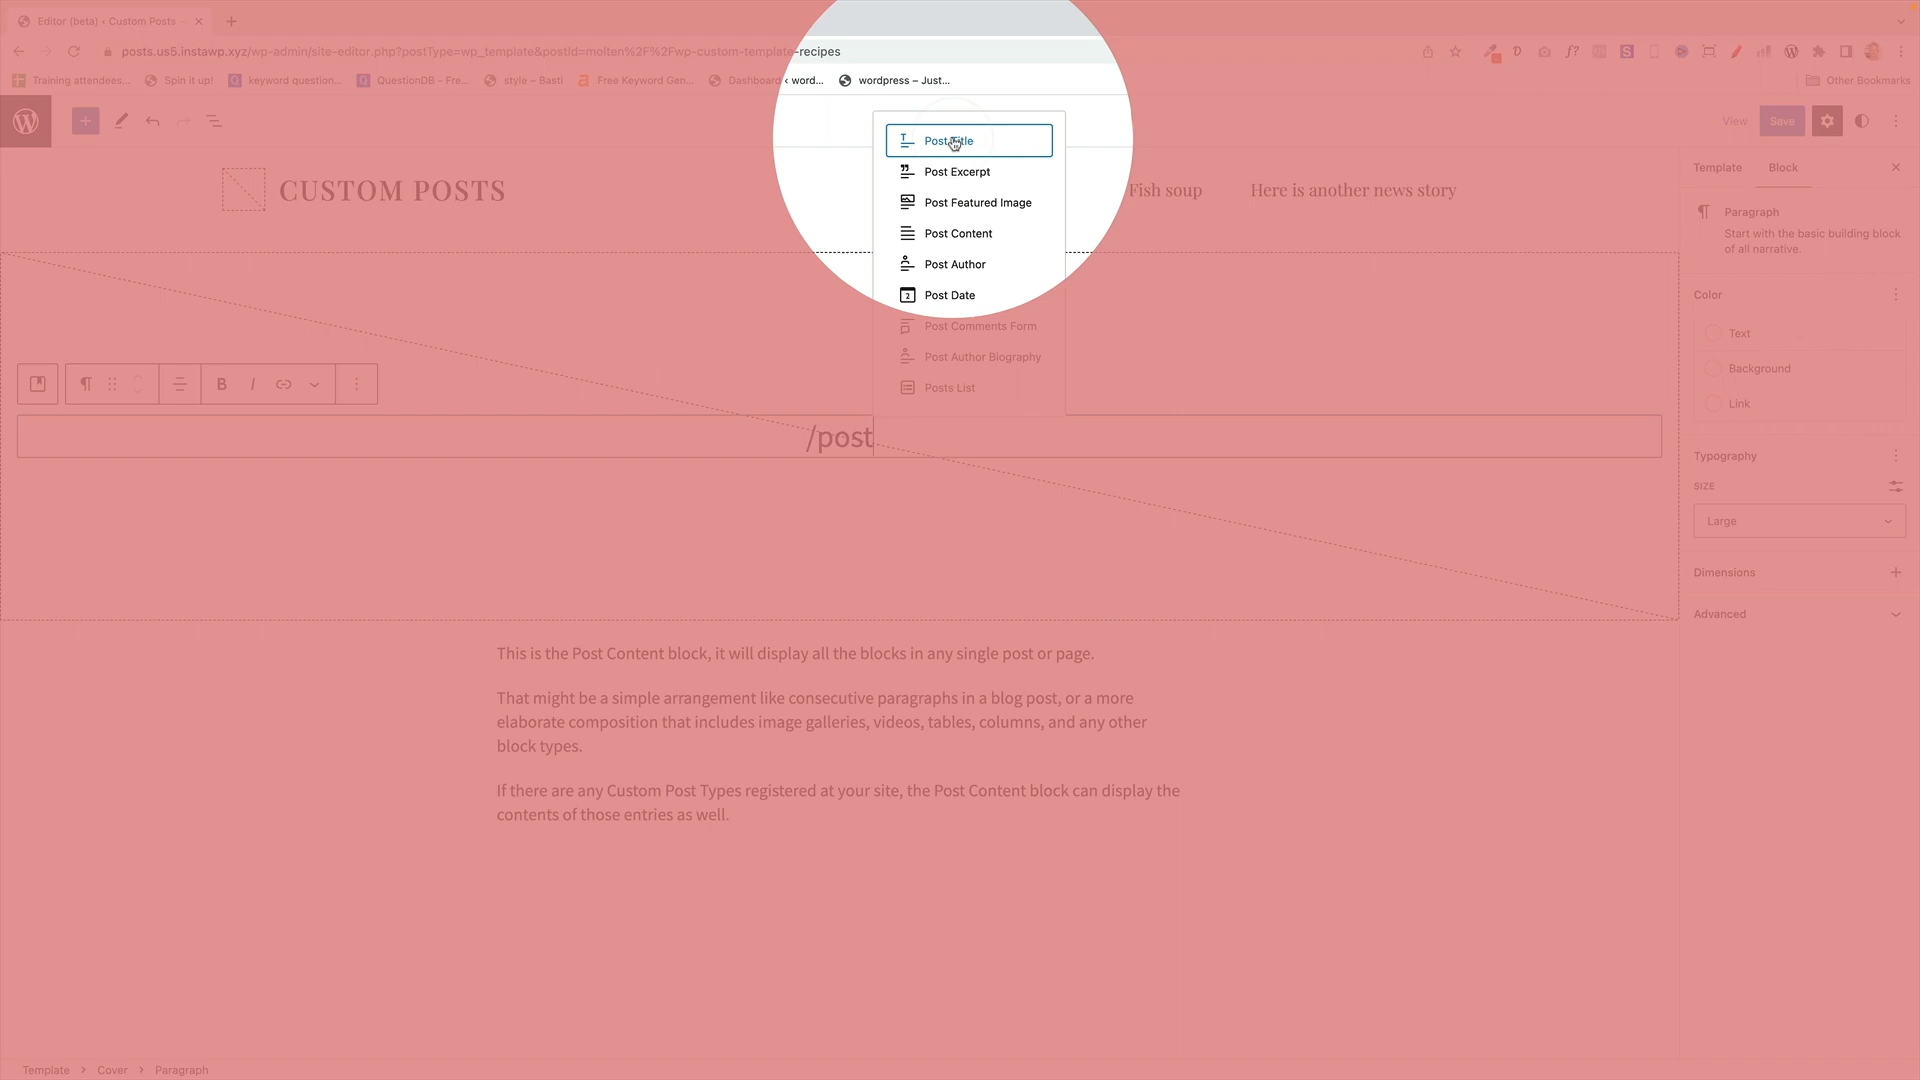 Editor (beta) ‹ Custom Posts
posts.us5.instawp.xyz/wp-admin/site-editor.php?postType=wp_template&postId=molten%2F%2Fwp-custom-template-recipes
Training attendees... Spin it up! keyword question... QuestionDB – Fre... style – Basti Free Keyword Gen... Dashboard ‹ word... wordpress – Just... Other Bookmarks
View Save
Template Block
CUSTOM POSTS
Fish soup Here is another news story
Post Title
Post Excerpt
Post Featured Image
Post Content
Post Author
Post Date
Post Comments Form
Post Author Biography
Posts List
B I
/post
Paragraph
Start with the basic building block
of all narrative.
Color
Text
Background
Link
Typography
SIZE
Large
Dimensions
Advanced
This is the Post Content block, it will display all the blocks in any single post or page.
That might be a simple arrangement like consecutive paragraphs in a blog post, or a more
elaborate composition that includes image galleries, videos, tables, columns, and any other
block types.
If there are any Custom Post Types registered at your site, the Post Content block can display the
contents of those entries as well.
Template > Cover > Paragraph